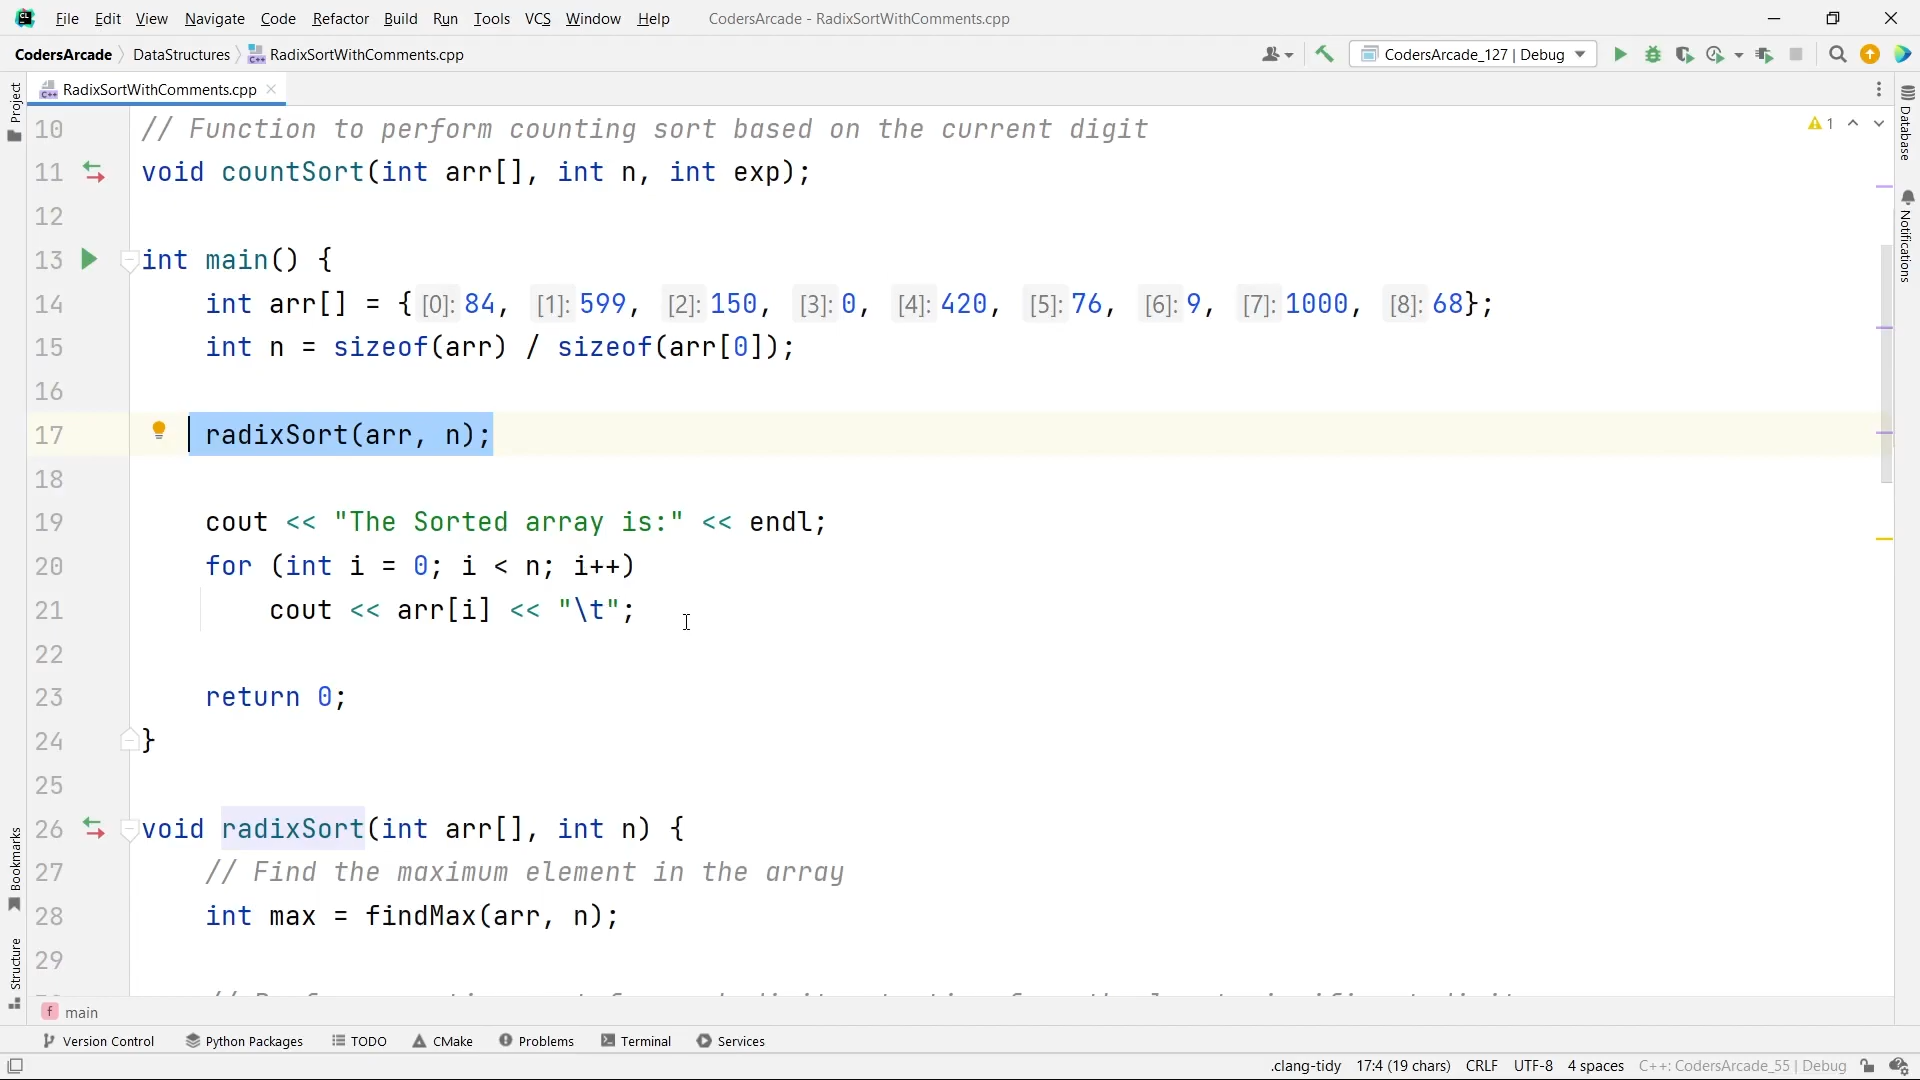 File Edit View Navigate Code Refactor Build Run Tools VCS Window Help CodersArcade - RadixSortWithComments.cpp
CodersArcade DataStructures RadixSortWithComments.cpp CodersArcade_127 | Debug
RadixSortWithComments.cpp
Project
Database
Notifications
Bookmarks
Structure
1
10 // Function to perform counting sort based on the current digit
11 void countSort(int arr[], int n, int exp);
12
13 int main() {
14 int arr[] = {[0]: 84, [1]: 599, [2]: 150, [3]: 0, [4]: 420, [5]: 76, [6]: 9, [7]: 1000, [8]: 68};
15 int n = sizeof(arr) / sizeof(arr[0]);
16
17 radixSort(arr, n);
18
19 cout << "The Sorted array is:" << endl;
20 for (int i = 0; i < n; i++)
21 cout << arr[i] << "\t";
22
23 return 0;
24 }
25
26 void radixSort(int arr[], int n) {
27 // Find the maximum element in the array
28 int max = findMax(arr, n);
29
f main
Version Control Python Packages TODO CMake Problems Terminal Services
.clang-tidy 17:4 (19 chars) CRLF UTF-8 4 spaces C++: CodersArcade_55 | Debug